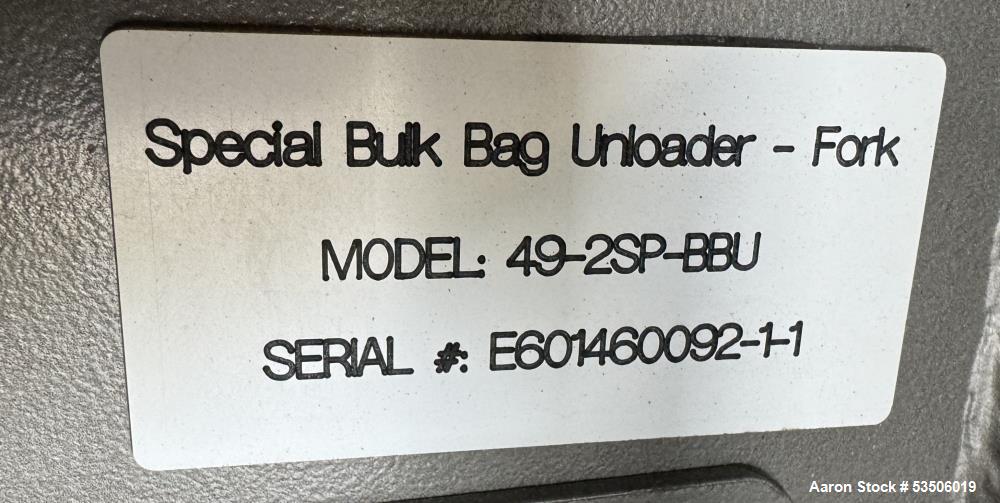 Special Bulk Bag Unloader - Fork
MODEL: 49-2SP-BBU
SERIAL #: E601460092-1-1
Aaron Stock # 53506019